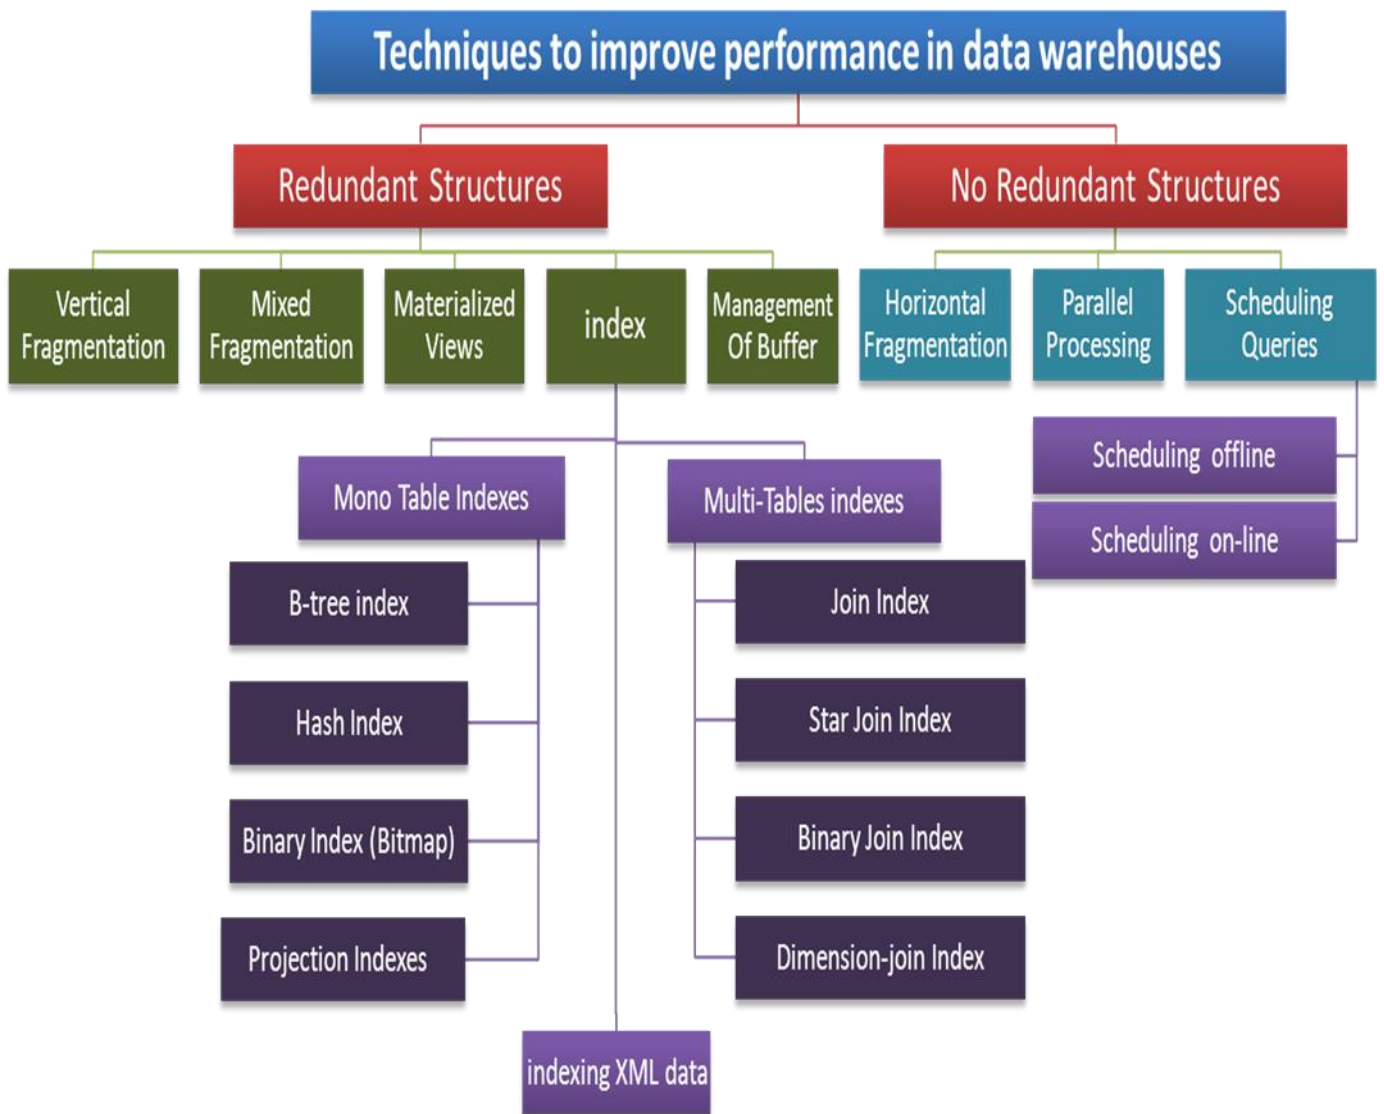 Techniques to improve performance in data warehouses
Redundant Structures
No Redundant Structures
Vertical
Fragmentation
Mixed
Fragmentation
Materialized
Views
index
Management
Of Buffer
Horizontal
Fragmentation
Parallel
Processing
Scheduling
Queries
Scheduling offline
Scheduling on-line
Mono Table Indexes
Multi-Tables indexes
B-tree index
Hash Index
Binary Index (Bitmap)
Projection Indexes
Join Index
Star Join Index
Binary Join Index
Dimension-join Index
indexing XML data